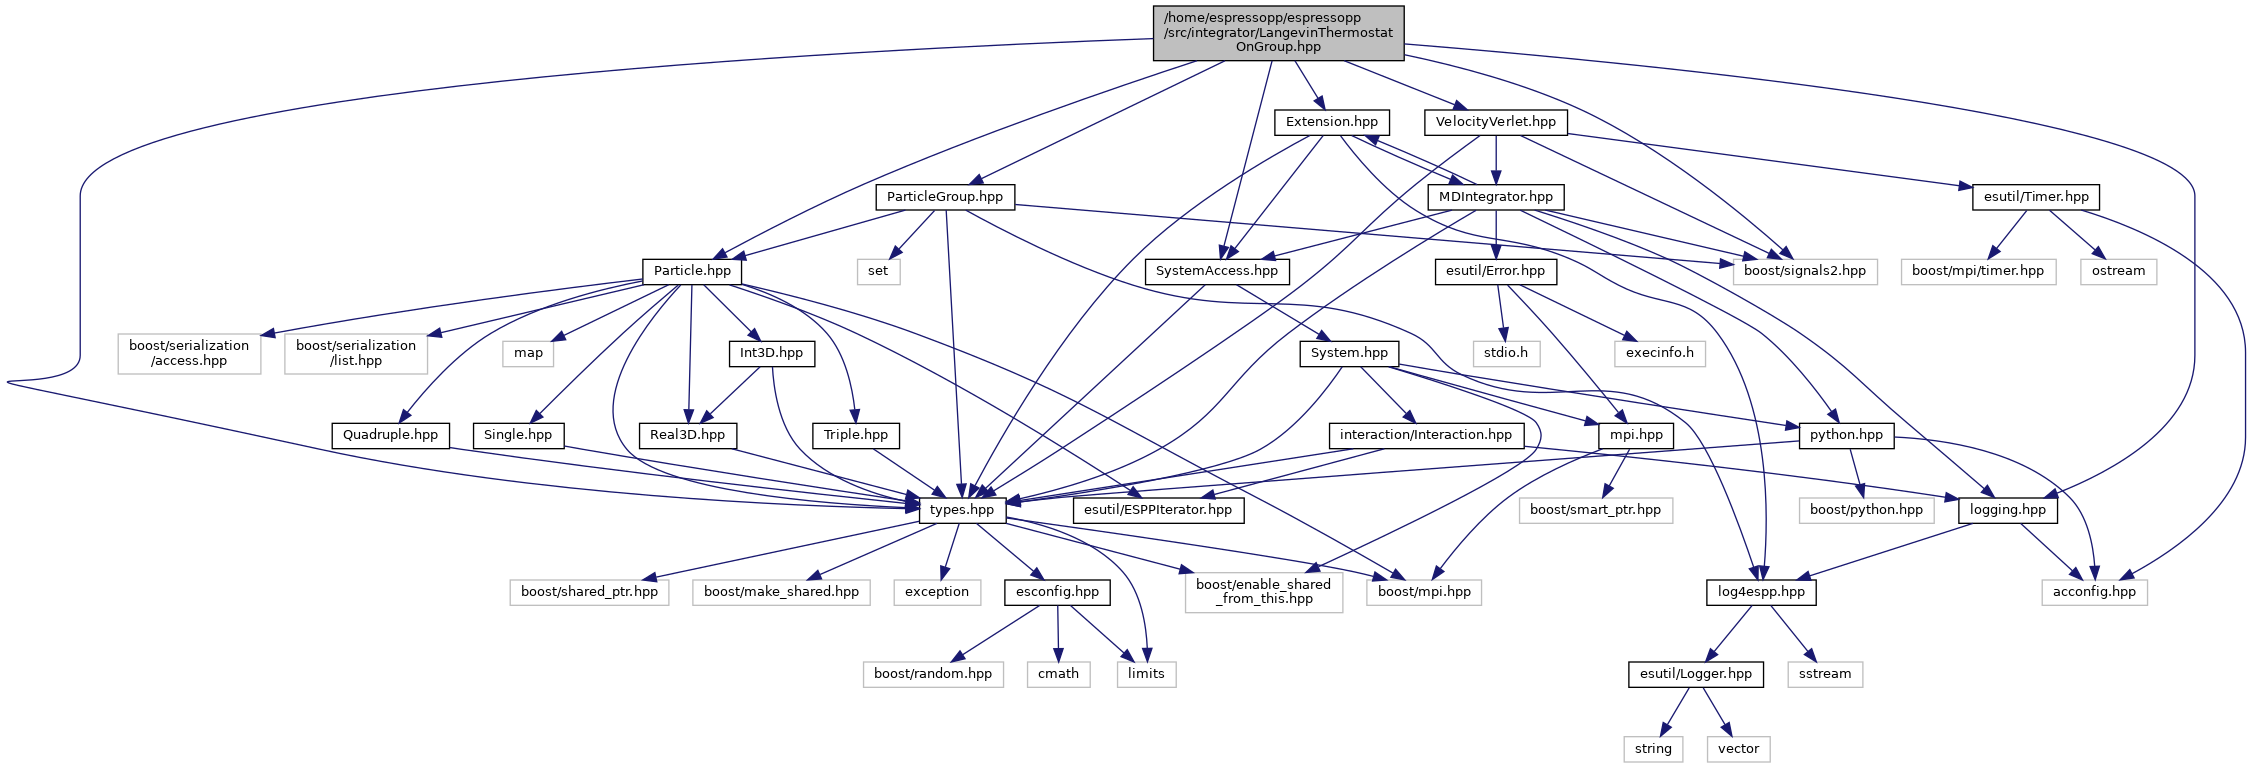 /home/espressopp/espressopp
/src/integrator/LangevinThermostat
OnGroup.hpp
Extension.hpp
VelocityVerlet.hpp
ParticleGroup.hpp
MDIntegrator.hpp
esutil/Timer.hpp
Particle.hpp
set
SystemAccess.hpp
esutil/Error.hpp
boost/signals2.hpp
boost/mpi/timer.hpp
ostream
boost/serialization
/access.hpp
boost/serialization
/list.hpp
map
Int3D.hpp
System.hpp
stdio.h
execinfo.h
Quadruple.hpp
Single.hpp
Real3D.hpp
Triple.hpp
interaction/Interaction.hpp
mpi.hpp
python.hpp
types.hpp
esutil/ESPPIterator.hpp
boost/smart_ptr.hpp
boost/python.hpp
logging.hpp
boost/shared_ptr.hpp
boost/make_shared.hpp
exception
esconfig.hpp
boost/enable_shared
_from_this.hpp
boost/mpi.hpp
log4espp.hpp
acconfig.hpp
boost/random.hpp
cmath
limits
esutil/Logger.hpp
sstream
string
vector